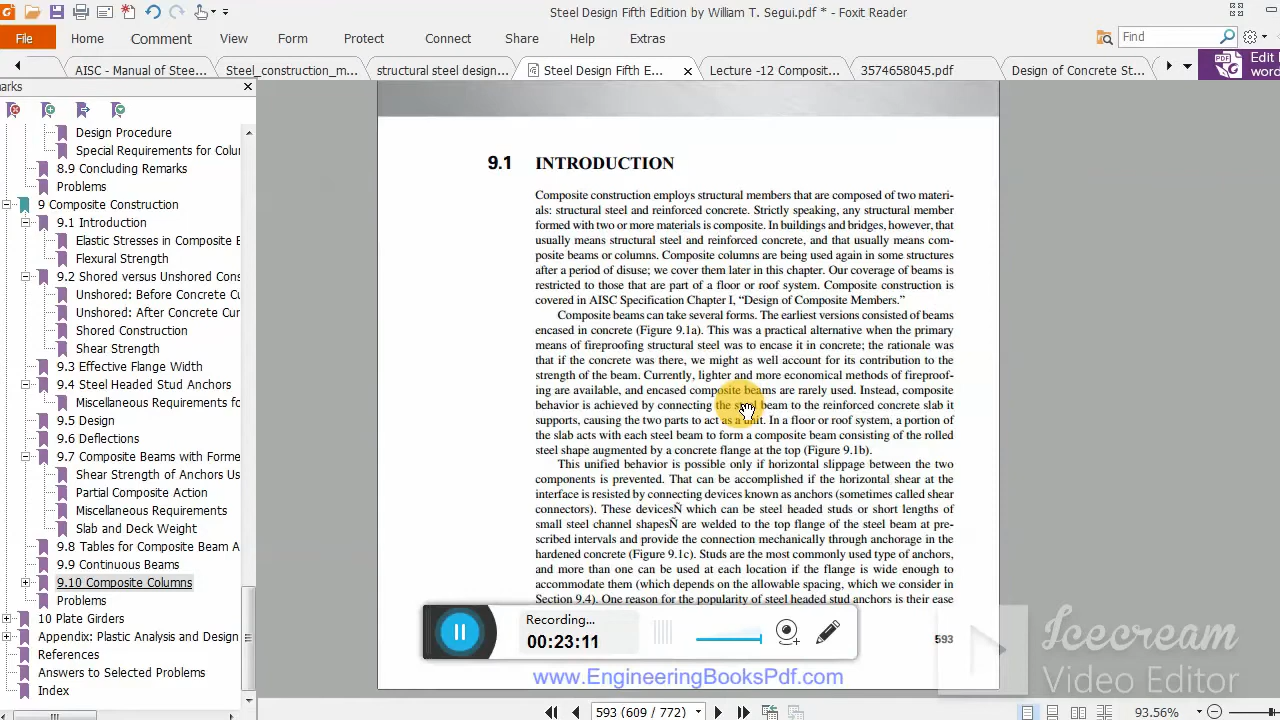 Steel Design Fifth Edition by William T. Segui.pdf * - Foxit Reader
File Home Comment View Form Protect Connect Share Help Extras
Find
AISC - Manual of Stee...
Steel_construction_m...
structural steel design...
Steel Design Fifth E...
Lecture -12 Composit...
3574658045.pdf
Design of Concrete St...
Edit
word
rks
Design Procedure
Special Requirements for Colu
8.9 Concluding Remarks
Problems
9 Composite Construction
9.1 Introduction
Elastic Stresses in Composite
Flexural Strength
9.2 Shored versus Unshored Cons
Unshored: Before Concrete Cu
Unshored: After Concrete Cur
Shored Construction
Shear Strength
9.3 Effective Flange Width
9.4 Steel Headed Stud Anchors
Miscellaneous Requirements fo
9.5 Design
9.6 Deflections
9.7 Composite Beams with Forme
Shear Strength of Anchors Us
Partial Composite Action
Miscellaneous Requirements
Slab and Deck Weight
9.8 Tables for Composite Beam A
9.9 Continuous Beams
9.10 Composite Columns
Problems
10 Plate Girders
Appendix: Plastic Analysis and Design
References
Answers to Selected Problems
Index
9.1 INTRODUCTION
Composite construction employs structural members that are composed of two materi-
als: structural steel and reinforced concrete. Strictly speaking, any structural member
formed with two or more materials is composite. In buildings and bridges, however, that
usually means structural steel and reinforced concrete, and that usually means com-
posite beams or columns. Composite columns are being used again in some structures
after a period of disuse; we cover them later in this chapter. Our coverage of beams is
restricted to those that are part of a floor or roof system. Composite construction is
covered in AISC Specification Chapter I, “Design of Composite Members.”
Composite beams can take several forms. The earliest versions consisted of beams
encased in concrete (Figure 9.1a). This was a practical alternative when the primary
means of fireproofing structural steel was to encase it in concrete; the rationale was
that if the concrete was there, we might as well account for its contribution to the
strength of the beam. Currently, lighter and more economical methods of fireproof-
ing are available, and encased composite beams are rarely used. Instead, composite
behavior is achieved by connecting the steel beam to the reinforced concrete slab it
supports, causing the two parts to act as a unit. In a floor or roof system, a portion of
the slab acts with each steel beam to form a composite beam consisting of the rolled
steel shape augmented by a concrete flange at the top (Figure 9.1b).
This unified behavior is possible only if horizontal slippage between the two
components is prevented. That can be accomplished if the horizontal shear at the
interface is resisted by connecting devices known as anchors (sometimes called shear
connectors). These devicesÑ which can be steel headed studs or short lengths of
small steel channel shapesÑ are welded to the top flange of the steel beam at pre-
scribed intervals and provide the connection mechanically through anchorage in the
hardened concrete (Figure 9.1c). Studs are the most commonly used type of anchors,
and more than one can be used at each location if the flange is wide enough to
accommodate them (which depends on the allowable spacing, which we consider in
Section 9.4). One reason for the popularity of steel headed stud anchors is their ease
593
Recording...
00:23:11
www.EngineeringBooksPdf.com
Icecream
Video Editor
593 (609 / 772)
93.56%